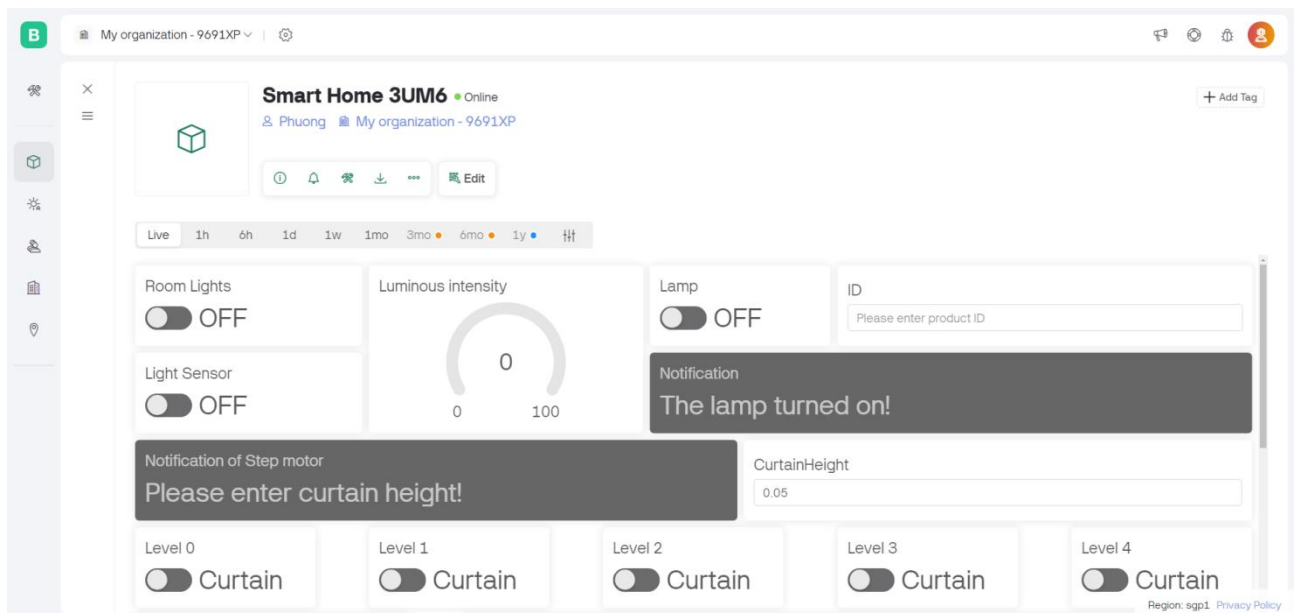 B
My organization - 9691XP
Smart Home 3UM6 Online
Phuong My organization - 9691XP
+ Add Tag
Edit
Live 1h 6h 1d 1w 1mo 3mo 6mo 1y
Room Lights
OFF
Luminous intensity
0
0 100
Lamp
OFF
ID
Please enter product ID
Light Sensor
OFF
Notification
The lamp turned on!
Notification of Step motor
Please enter curtain height!
CurtainHeight
0.05
Level 0
Curtain
Level 1
Curtain
Level 2
Curtain
Level 3
Curtain
Level 4
Curtain
Region: sgp1 Privacy Policy